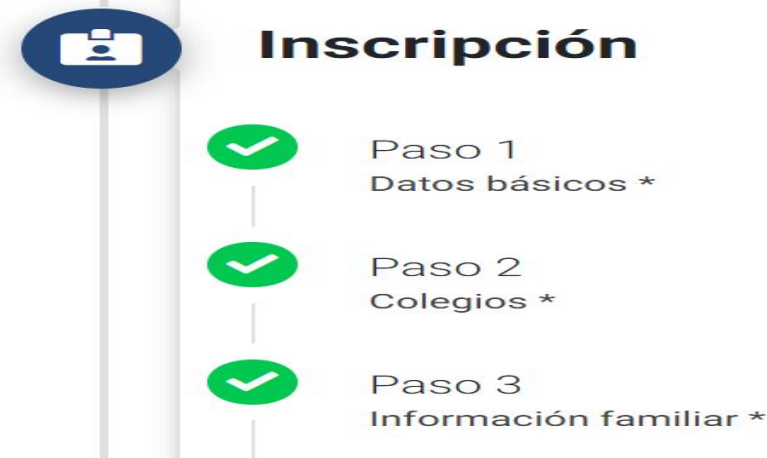 Inscripción
Paso 1
Datos básicos *
Paso 2
Colegios *
Paso 3
Información familiar *